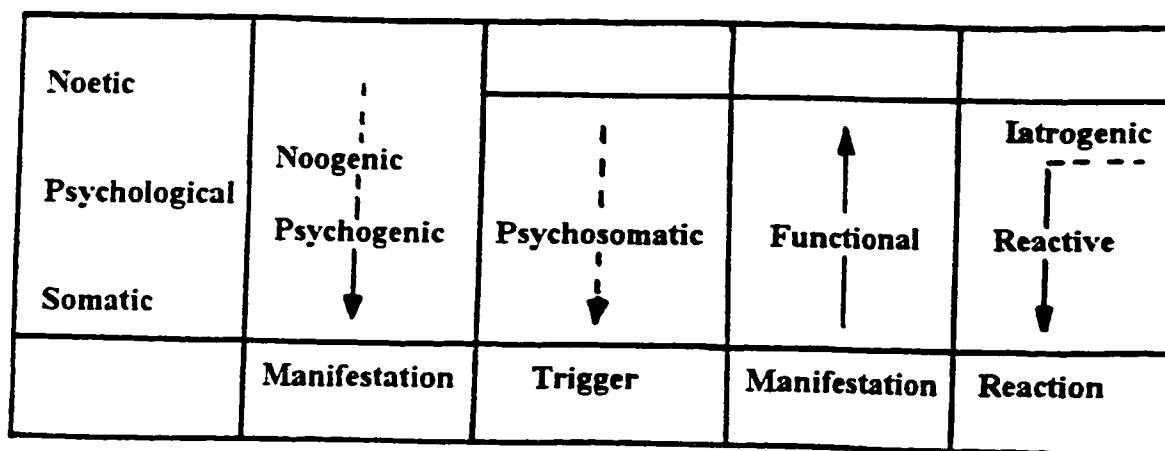 Noetic
Noogenic
Iatrogenic
Psychological
Psychogenic Psychosomatic Functional Reactive
Somatic
Manifestation Trigger Manifestation Reaction